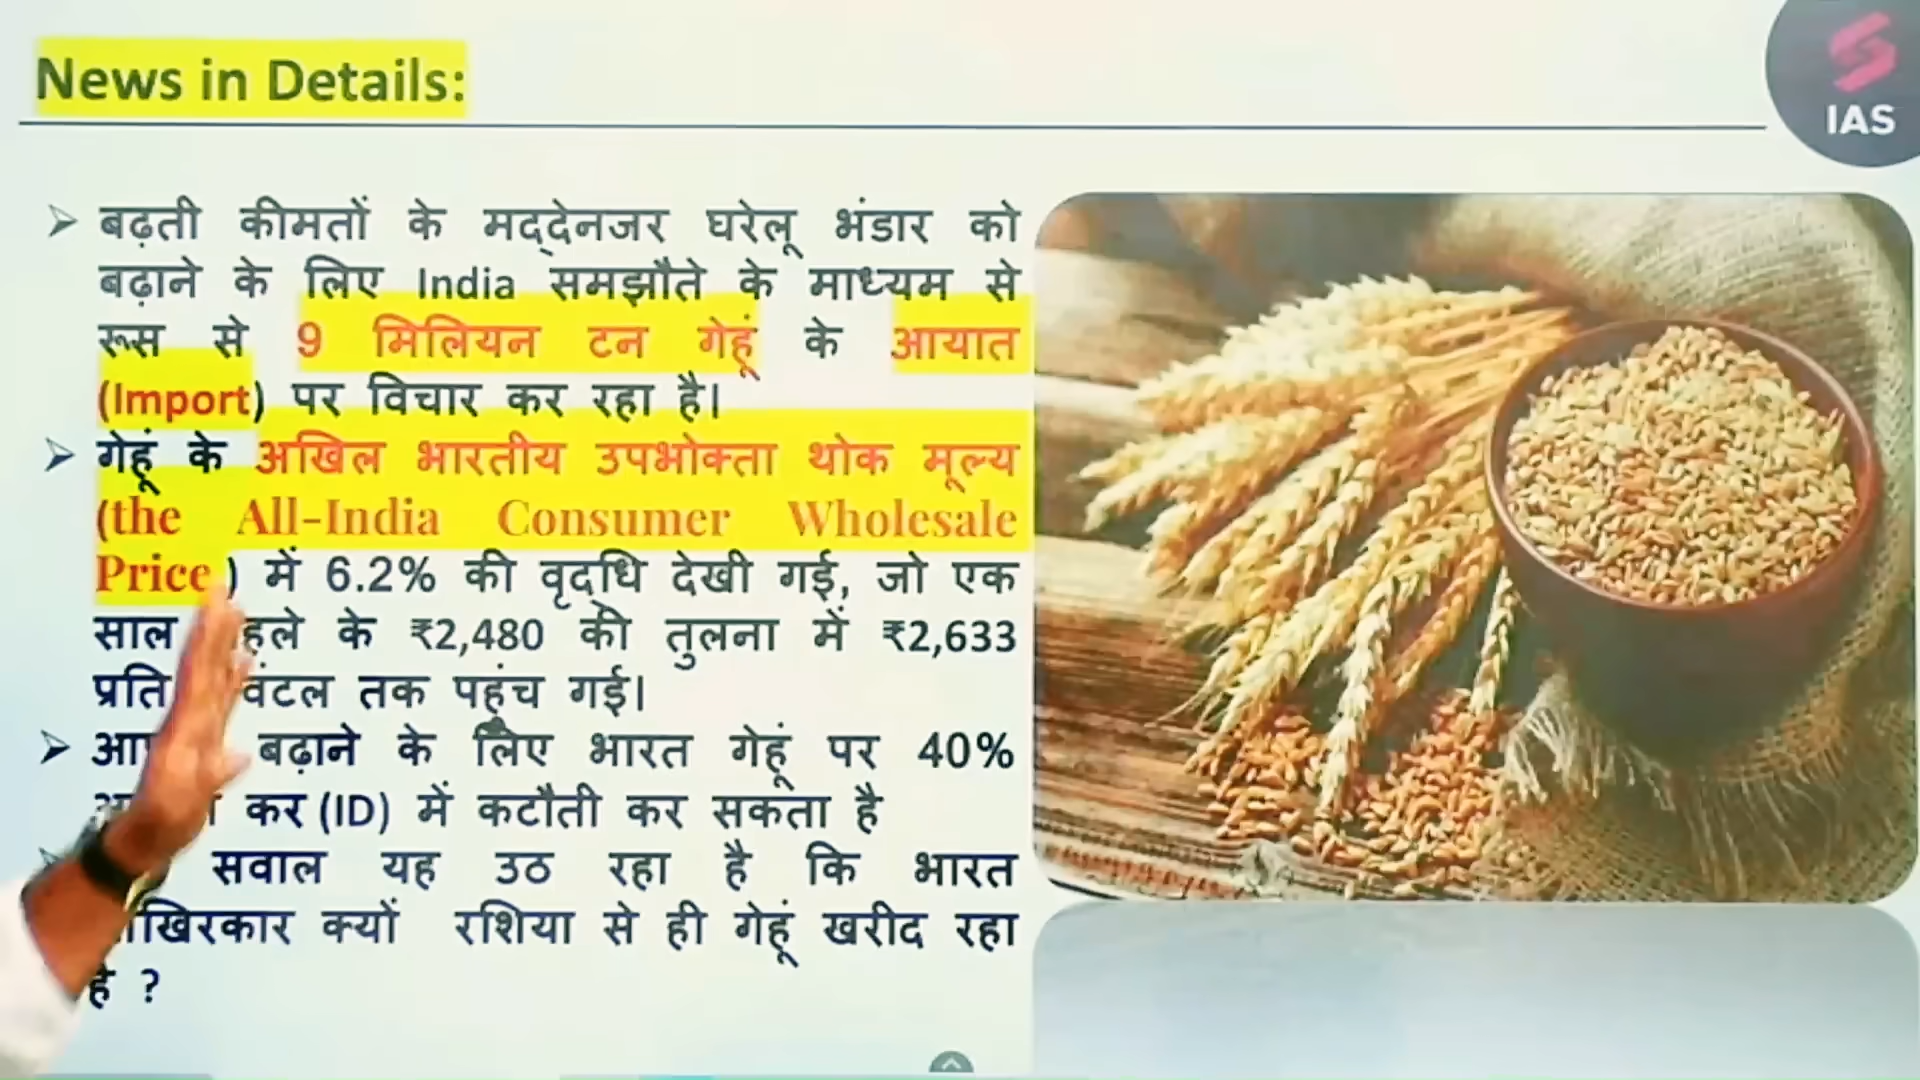 News in Details:
IAS
बढ़ती कीमतों के मद्देनजर घरेलू भंडार को
बढ़ाने के लिए India समझौते के माध्यम से
रूस से 9 मिलियन टन गेहूं के आयात
(Import) पर विचार कर रहा है।
गेहूं के अखिल भारतीय उपभोक्ता थोक मूल्य
(the All-India Consumer Wholesale
Price ) में 6.2% की वृद्धि देखी गई, जो एक
साल के ₹2,480 की तुलना में ₹2,633
प्रति तक पहुंच गई।
बढ़ाने के लिए भारत गेहूं पर 40%
कर (ID) में कटौती कर सकता है
सवाल यह उठ रहा है कि भारत
क्यों रशिया से ही गेहूं खरीद रहा
है ?